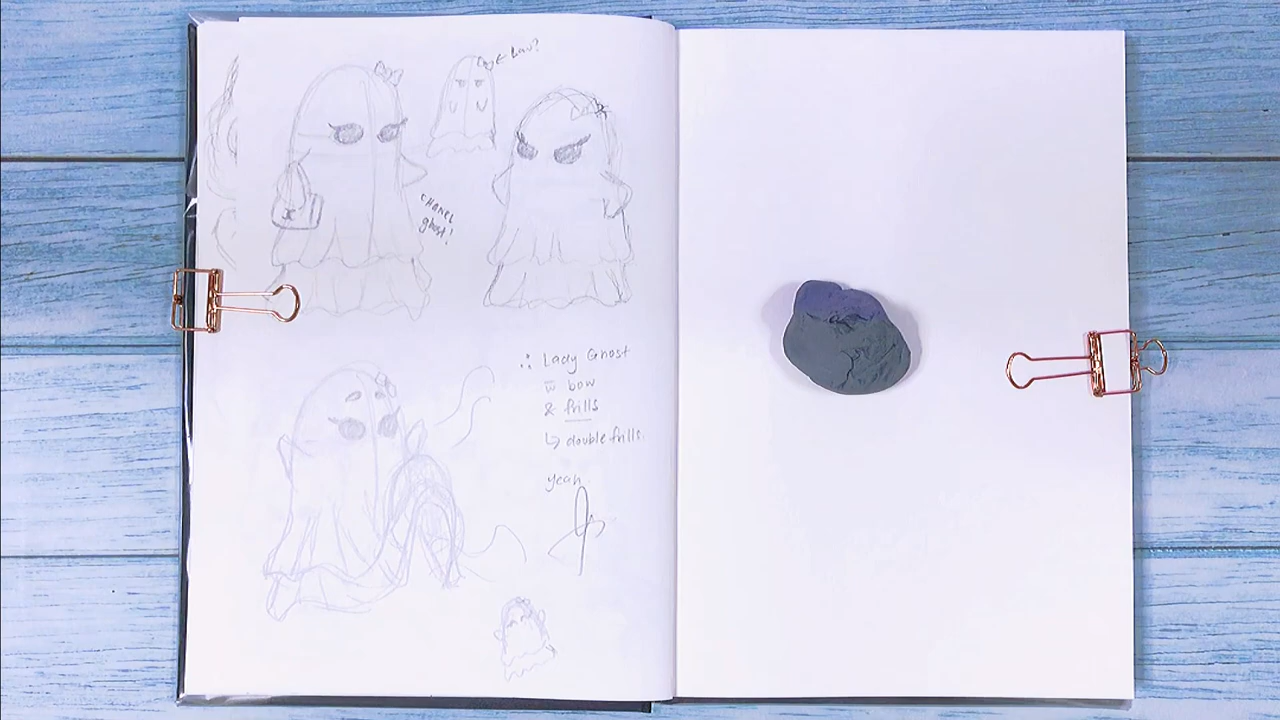 CHANEL
ghost!
∴ Lady Ghost
w bow
& frills
↳ double frills.
yeah.